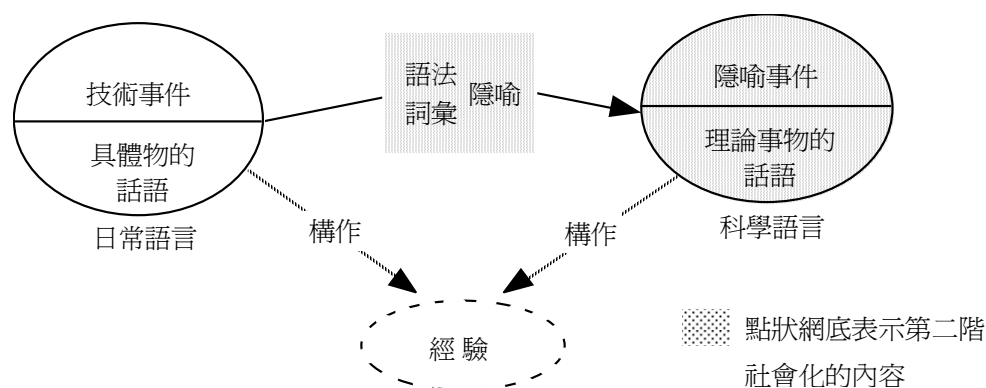 技術事件
具體物的
話語
日常語言
語法
詞彙
隱喻
隱喻事件
理論事物的
話語
科學語言
構作
構作
經驗
點狀網底表示第二階
社會化的內容